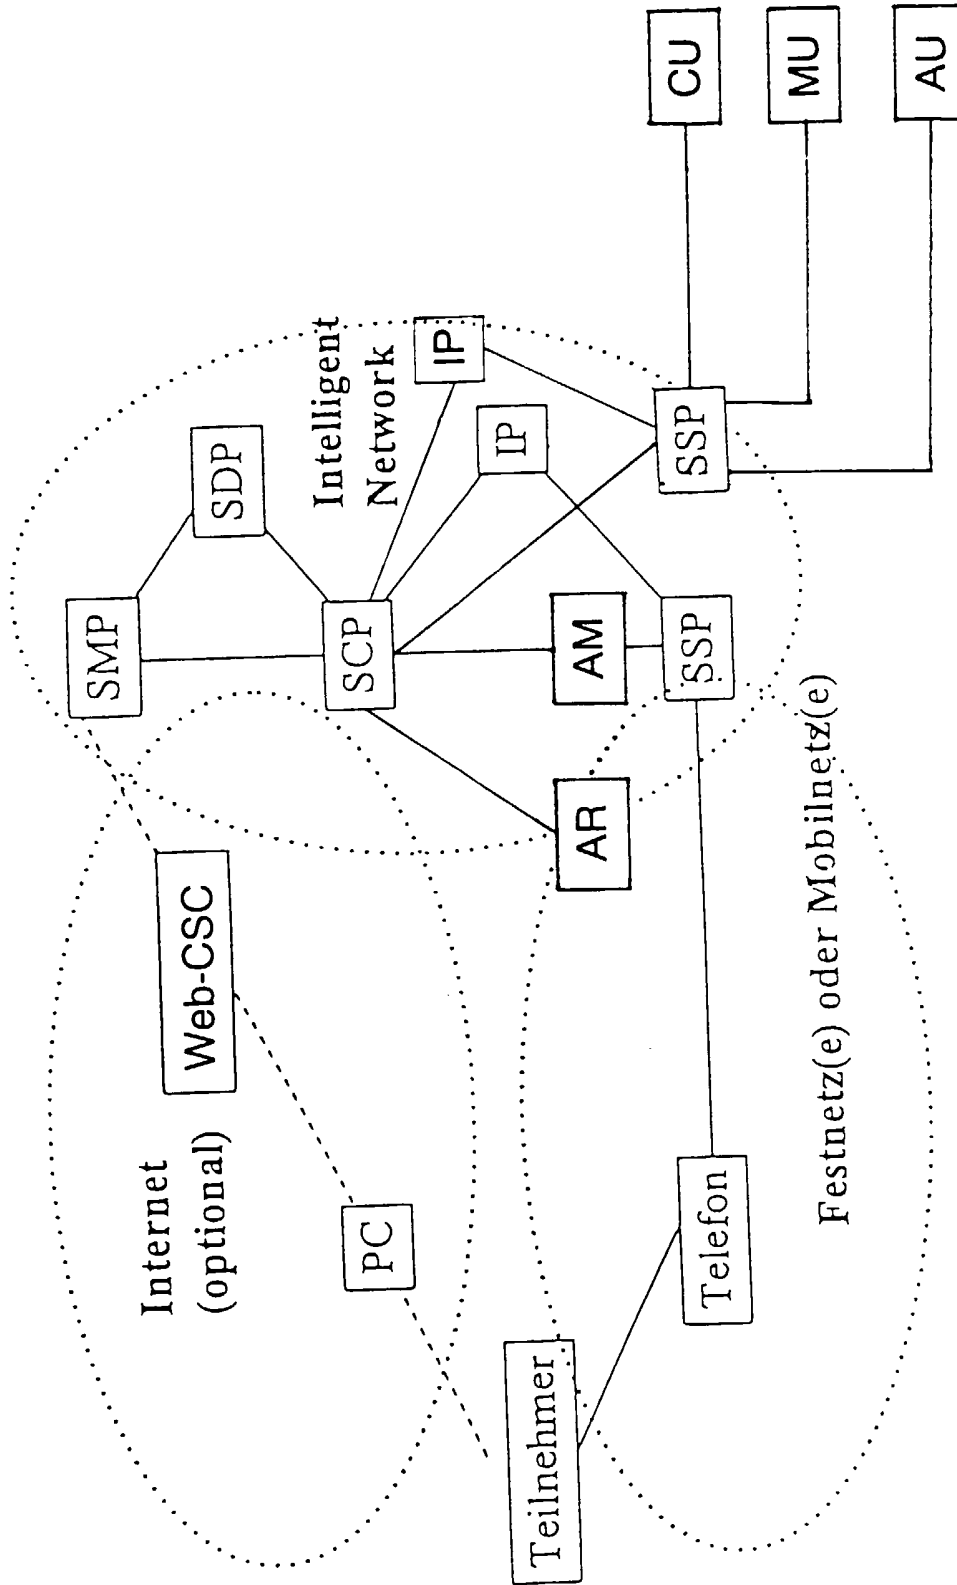 Internet
(optional)
Web-CSC
PC
Teilnehmer
Telefon
Festnetz(e) oder Mobilnetz(e)
SMP
SDP
SCP
Intelligent
Network
IP
IP
AR
AM
SSP
SSP
CU
MU
AU